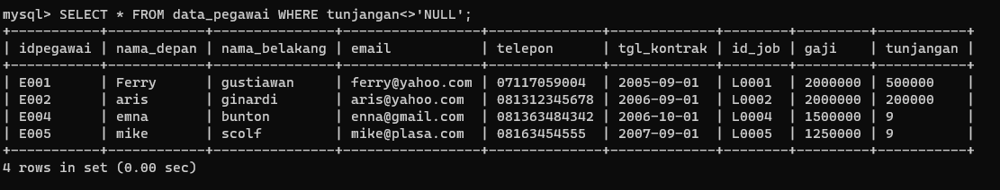 mysql> SELECT * FROM data_pegawai WHERE tunjangan<>'NULL';
+-----------+------------+---------------+-----------------+--------------+-------------+--------+---------+-----------+
| idpegawai | nama_depan | nama_belakang | email           | telepon      | tgl_kontrak | id_job | gaji    | tunjangan |
+-----------+------------+---------------+-----------------+--------------+-------------+--------+---------+-----------+
| E001      | Ferry      | gustiawan     | ferry@yahoo.com | 07117059004  | 2005-09-01  | L0001  | 2000000 | 500000    |
| E002      | aris       | ginardi       | aris@yahoo.com  | 081312345678 | 2006-09-01  | L0002  | 2000000 | 200000    |
| E004      | emna       | bunton        | enna@gmail.com  | 081363484342 | 2006-10-01  | L0004  | 1500000 | 9         |
| E005      | mike       | scolf         | mike@plasa.com  | 08163454555  | 2007-09-01  | L0005  | 1250000 | 9         |
+-----------+------------+---------------+-----------------+--------------+-------------+--------+---------+-----------+
4 rows in set (0.00 sec)